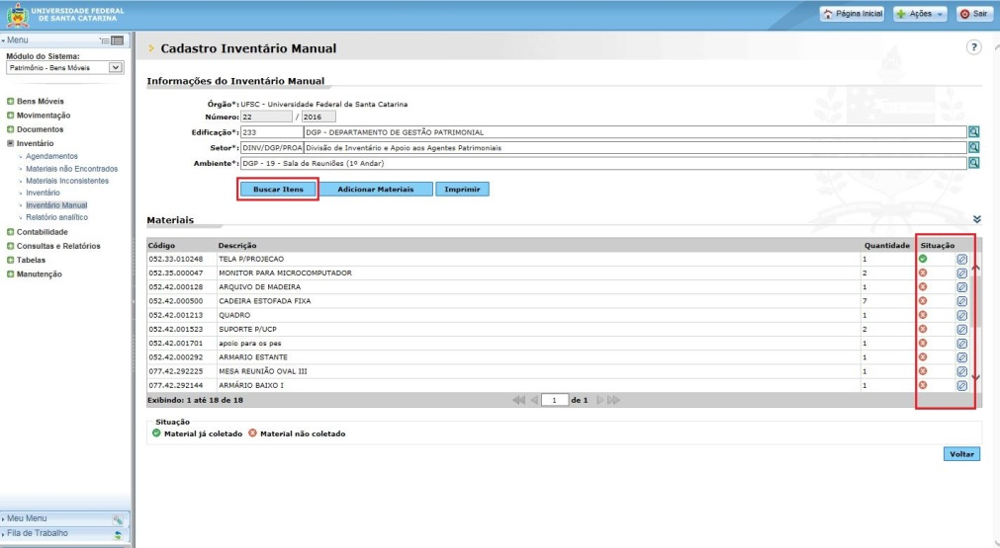 UNIVERSIDADE FEDERAL
DE SANTA CATARINA
Página Inicial
Ações
Sair
Menu
Módulo do Sistema:
Patrimônio - Bens Móveis
Bens Móveis
Movimentação
Documentos
Inventário
Agendamentos
Materiais não Encontrados
Materiais Inconsistentes
Inventário
Inventário Manual
Relatório analítico
Contabilidade
Consultas e Relatórios
Tabelas
Manutenção
Meu Menu
Fila de Trabalho
Cadastro Inventário Manual
?
Informações do Inventário Manual
Órgão*: UFSC - Universidade Federal de Santa Catarina
Número: 22 / 2016
Edificação*: 233 DGP - DEPARTAMENTO DE GESTÃO PATRIMONIAL
Setor*: DINV/DGP/PROA Divisão de Inventário e Apoio aos Agentes Patrimoniais
Ambiente*: DGP - 19 - Sala de Reuniões (1º Andar)
Buscar Itens Adicionar Materiais Imprimir
Materiais
Código Descrição Quantidade Situação
052.33.010248 TELA P/PROJECAO 1
052.35.000047 MONITOR PARA MICROCOMPUTADOR 2
052.42.000128 ARQUIVO DE MADEIRA 1
052.42.000500 CADEIRA ESTOFADA FIXA 7
052.42.001213 QUADRO 1
052.42.001523 SUPORTE P/UCP 2
052.42.001701 apoio para os pes 1
052.42.000292 ARMARIO ESTANTE 1
077.42.292225 MESA REUNIÃO OVAL III 1
077.42.292144 ARMÁRIO BAIXO I 1
Exibindo: 1 até 18 de 18 1 de 1
Situação
Material já coletado Material não coletado
Voltar